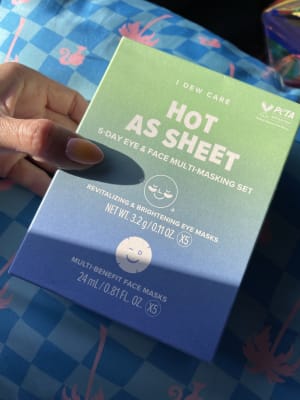 I DEW CARE
PeTA
HOT
AS SHEET
5-DAY EYE & FACE MULTI-MASKING SET
REVITALIZING & BRIGHTENING EYE MASKS
NET WT. 3.2 g / 0.11 OZ. X5
MULTI-BENEFIT FACE MASKS
24 mL / 0.81 FL. OZ. X5